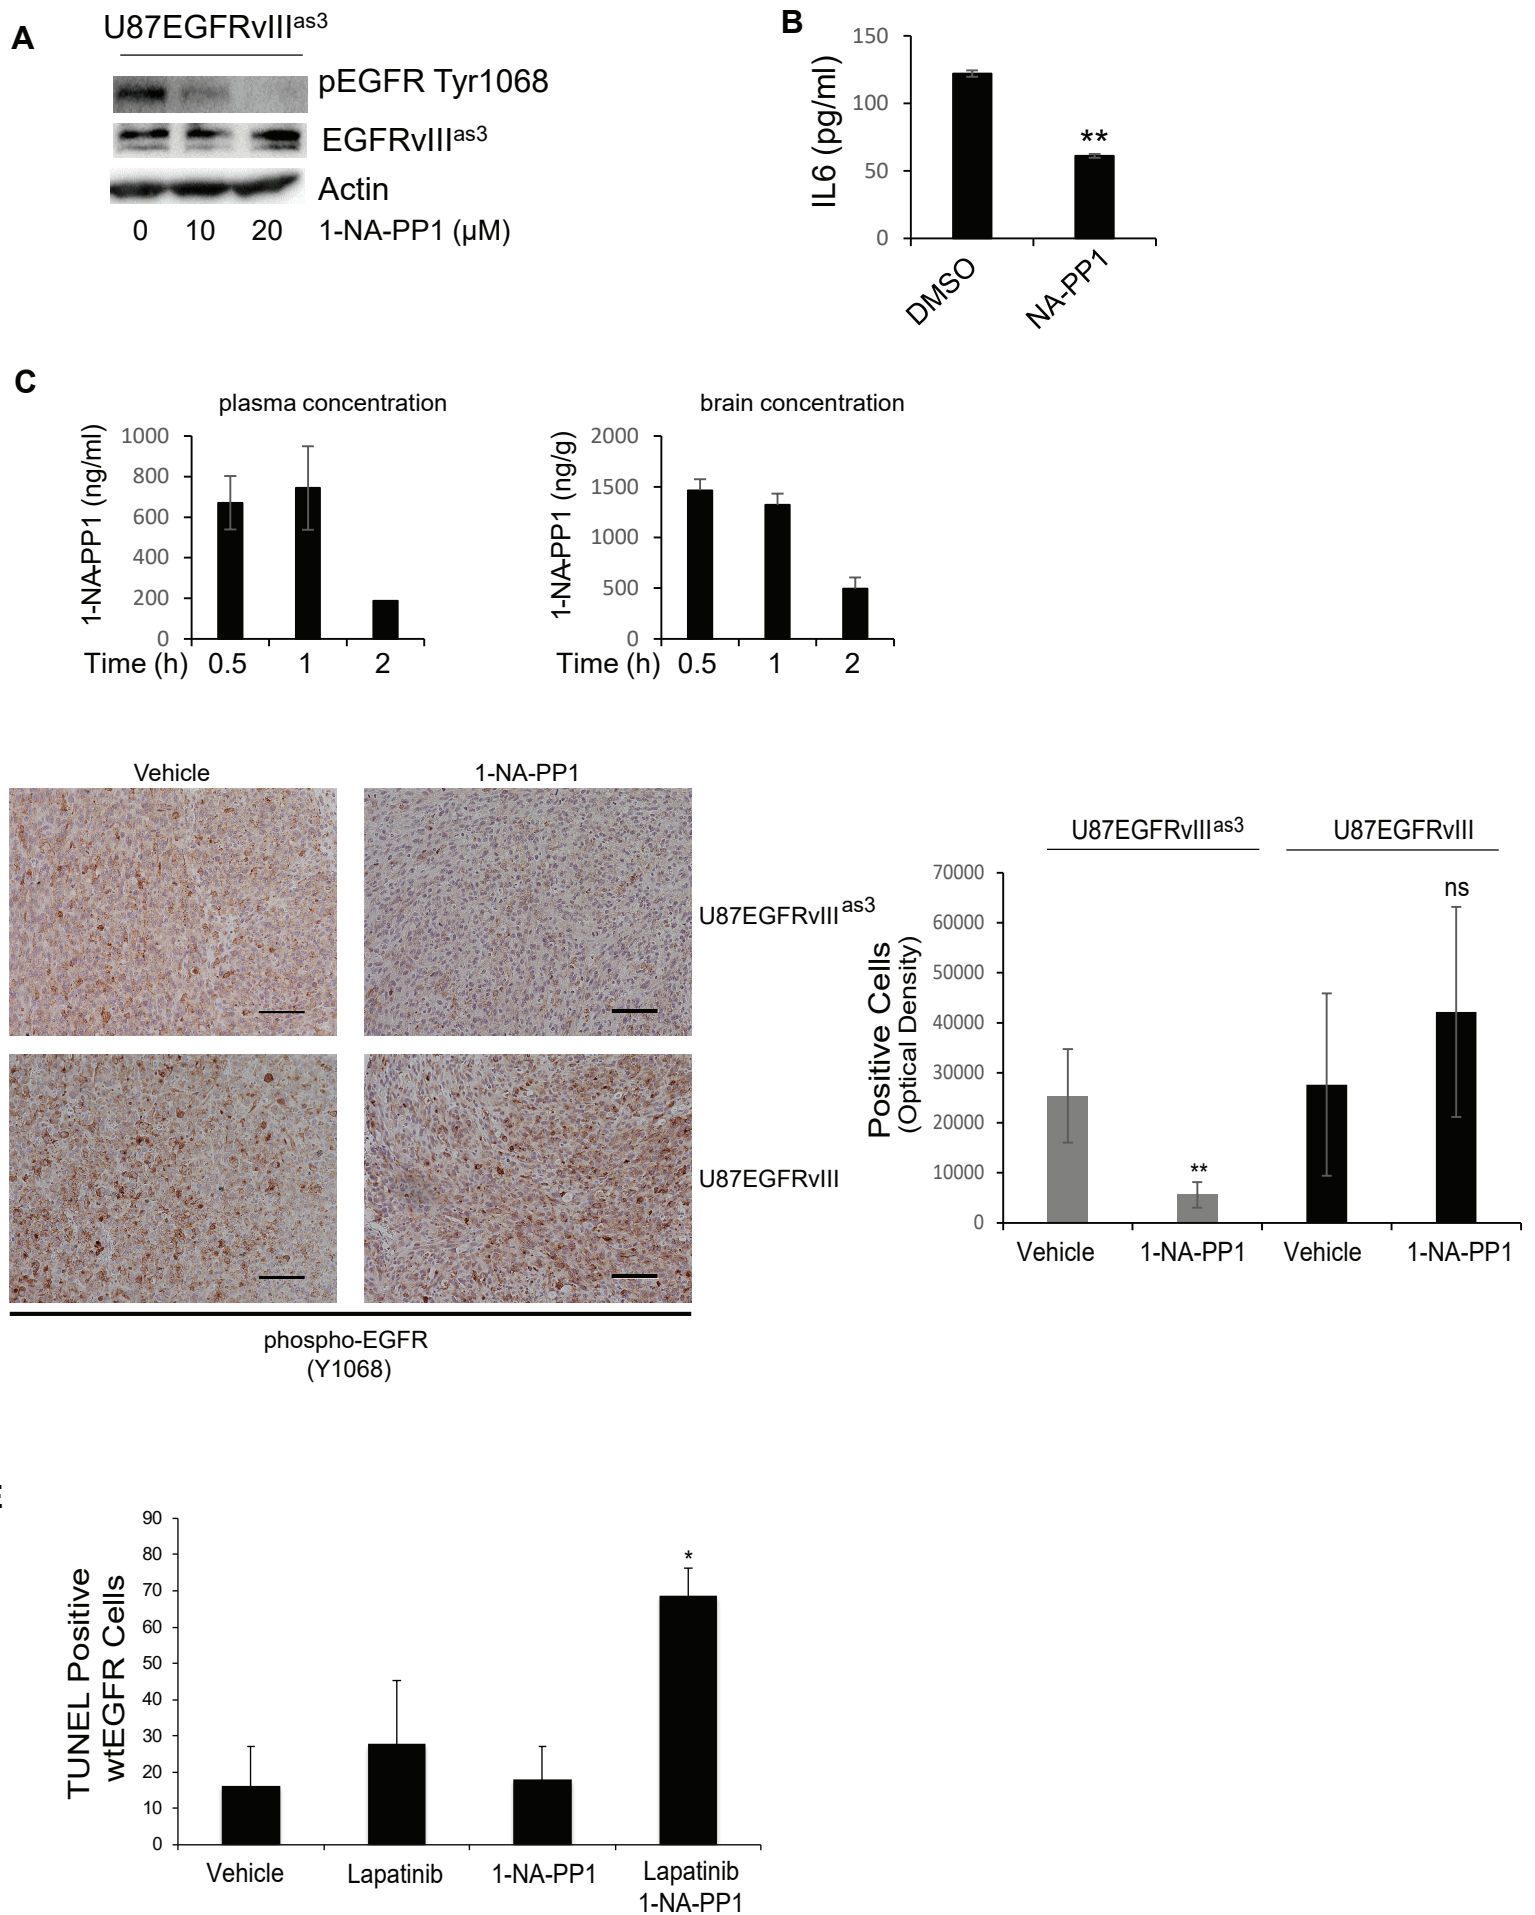 A
U87EGFRvIIIas3
pEGFR Tyr1068
EGFRvIIIas3
Actin
0 10 20 1-NA-PP1 (µM)
B
IL6 (pg/ml)
150
100
50
0
**
DMSO
NA-PP1
C
plasma concentration
1-NA-PP1 (ng/ml)
1000
800
600
400
200
0
Time (h) 0.5 1 2
brain concentration
1-NA-PP1 (ng/g)
2000
1500
1000
500
0
Time (h) 0.5 1 2
Vehicle
1-NA-PP1
U87EGFRvIIIas3
U87EGFRvIII
phospho-EGFR
(Y1068)
U87EGFRvIIIas3
U87EGFRvIII
Positive Cells
(Optical Density)
70000
60000
50000
40000
30000
20000
10000
0
**
ns
Vehicle 1-NA-PP1 Vehicle 1-NA-PP1
TUNEL Positive
wtEGFR Cells
90
80
70
60
50
40
30
20
10
0
*
Vehicle Lapatinib 1-NA-PP1 Lapatinib
1-NA-PP1